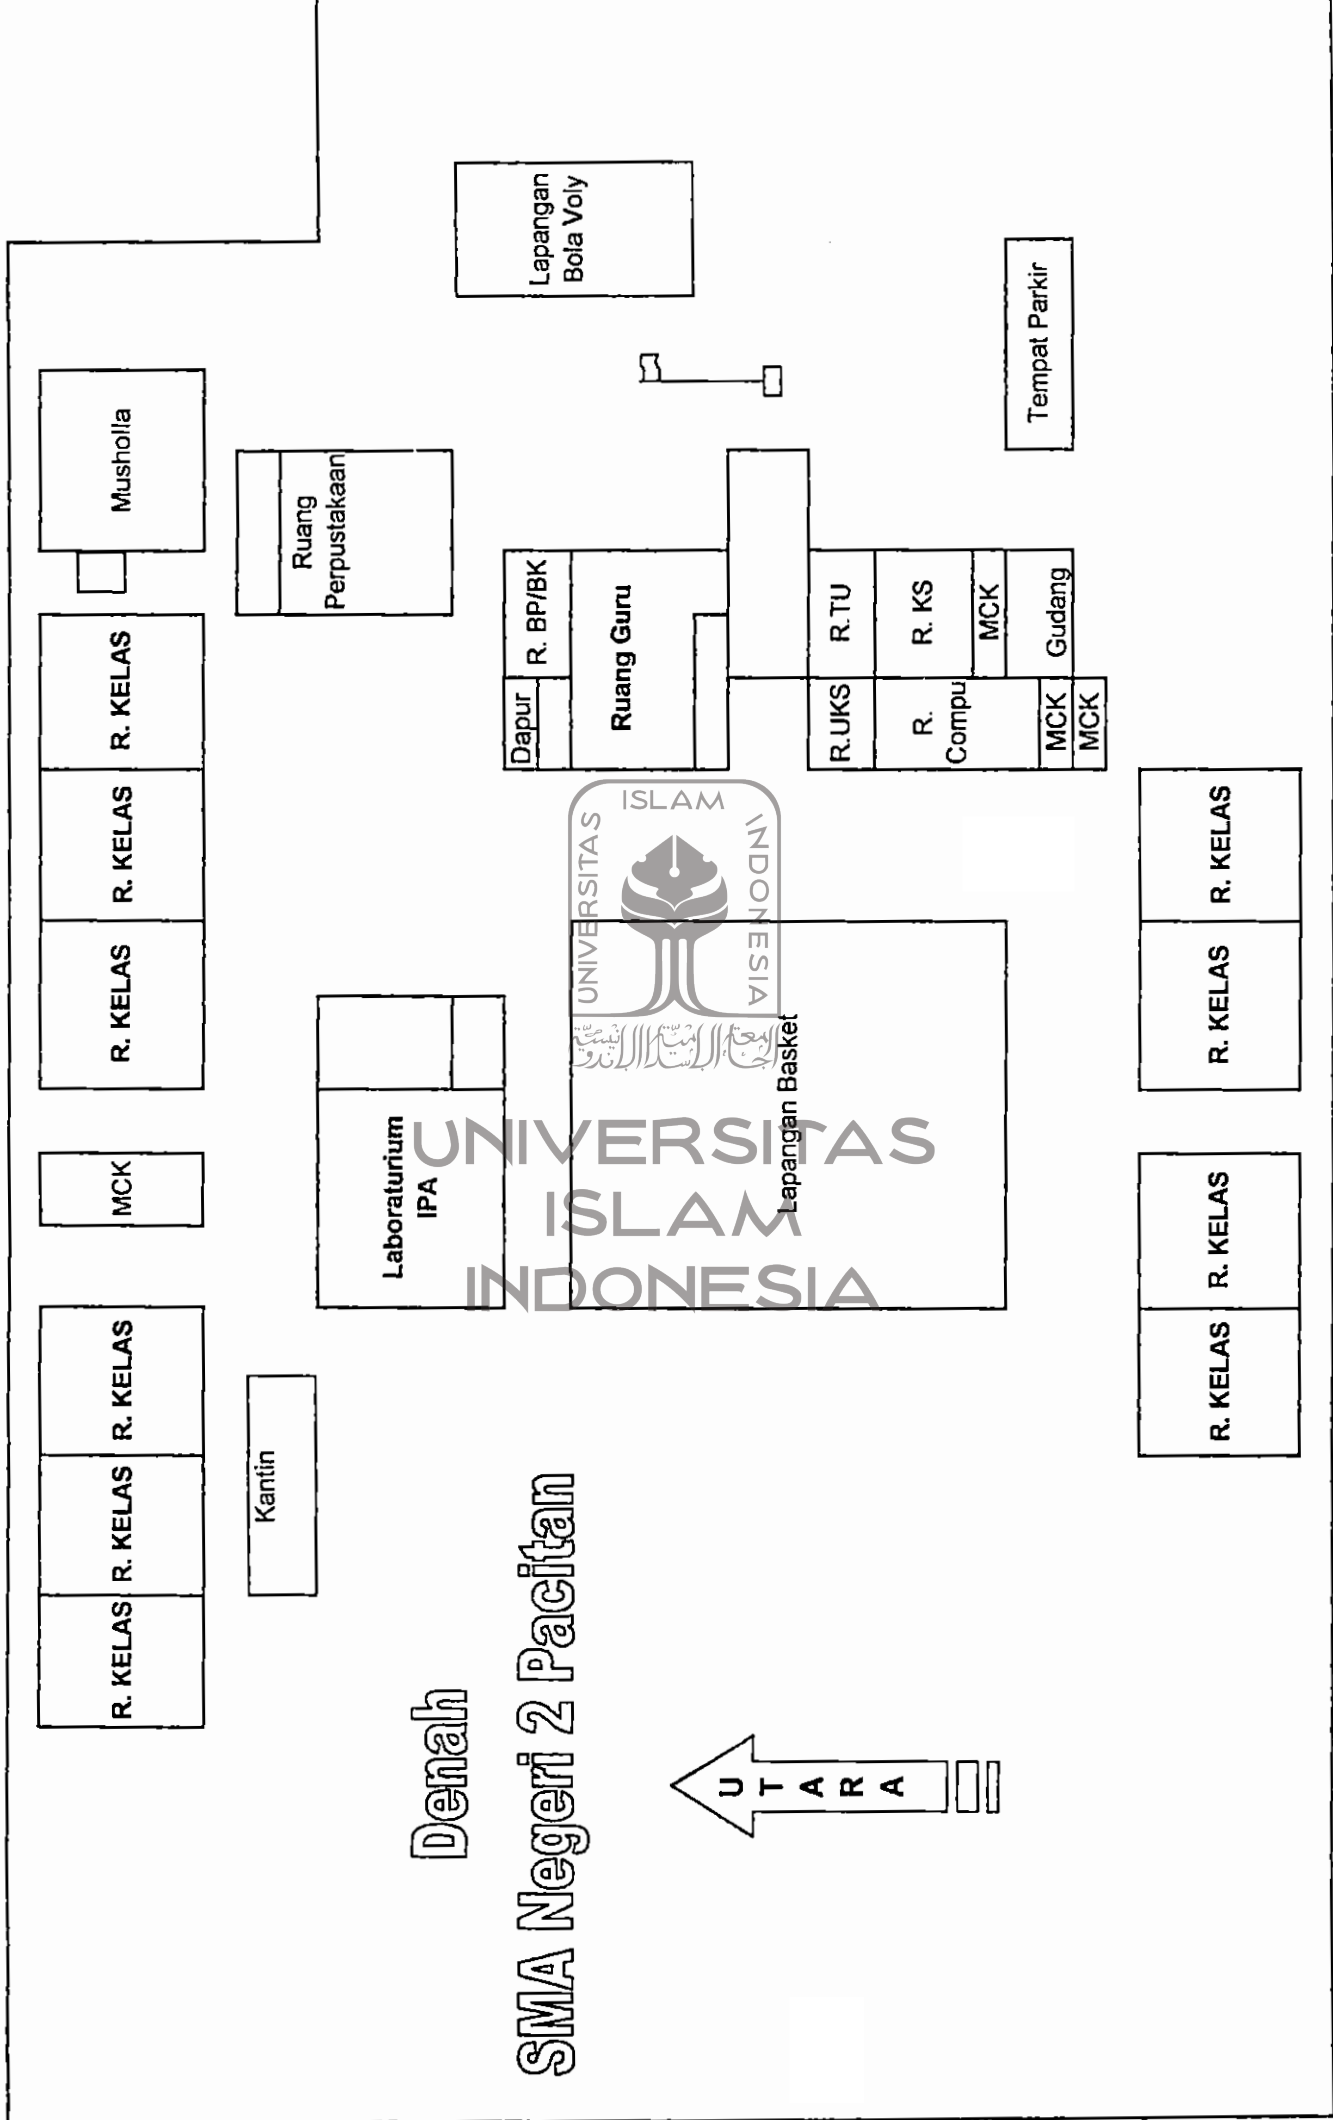 Denah
SMA Negeri 2 Pacitan
UTARA
R. KELAS
R. KELAS
R. KELAS
MCK
R. KELAS
R. KELAS
R. KELAS
Musholla
Kantin
Laboraturium
IPA
Ruang
Perpustakaan
Dapur
R. BP/BK
Ruang Guru
Lapangan
Bola Voly
Lapangan Basket
R.UKS
R.TU
R.
Compu
R. KS
MCK
MCK
Gudang
MCK
Tempat Parkir
R. KELAS
R. KELAS
R. KELAS
R. KELAS
UNIVERSITAS
ISLAM
INDONESIA
UNIVERSITAS
ISLAM
INDONESIA